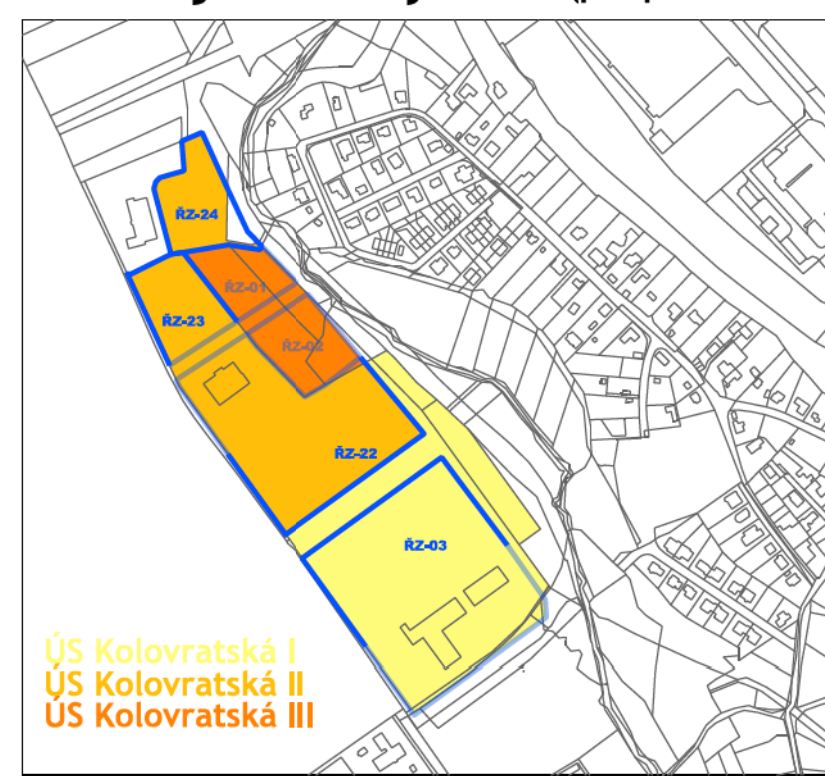 ŘZ-24
ŘZ-01
ŘZ-23
ŘZ-02
ŘZ-22
ŘZ-03
ÚS Kolovratská I
ÚS Kolovratská II
ÚS Kolovratská III